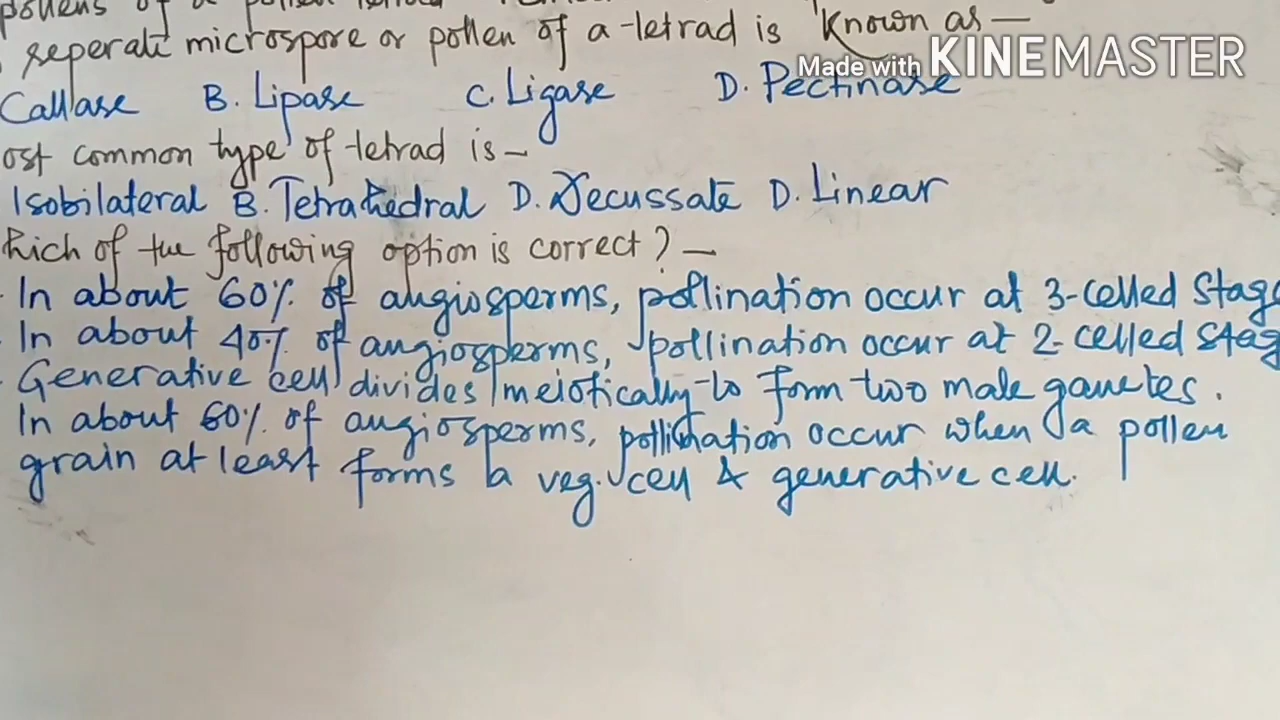 pollens of a pollen
seperate microspore or pollen of a tetrad is known as —
Made with KINEMASTER
Callase B. Lipase C. Ligase D. Pectinase
ost common type of tetrad is —
Isobilateral B. Tetrahedral D. Decussate D. Linear
hich of the following option is correct? —
In about 60% of angiosperms, pollination occur at 3-celled Stage
In about 40% of angiosperms, pollination occur at 2-celled Stag
Generative cell divides meiotically to form two male gametes.
In about 60% of angiosperms, pollination occur when a pollen
grain at least forms a veg. cell & generative cell.